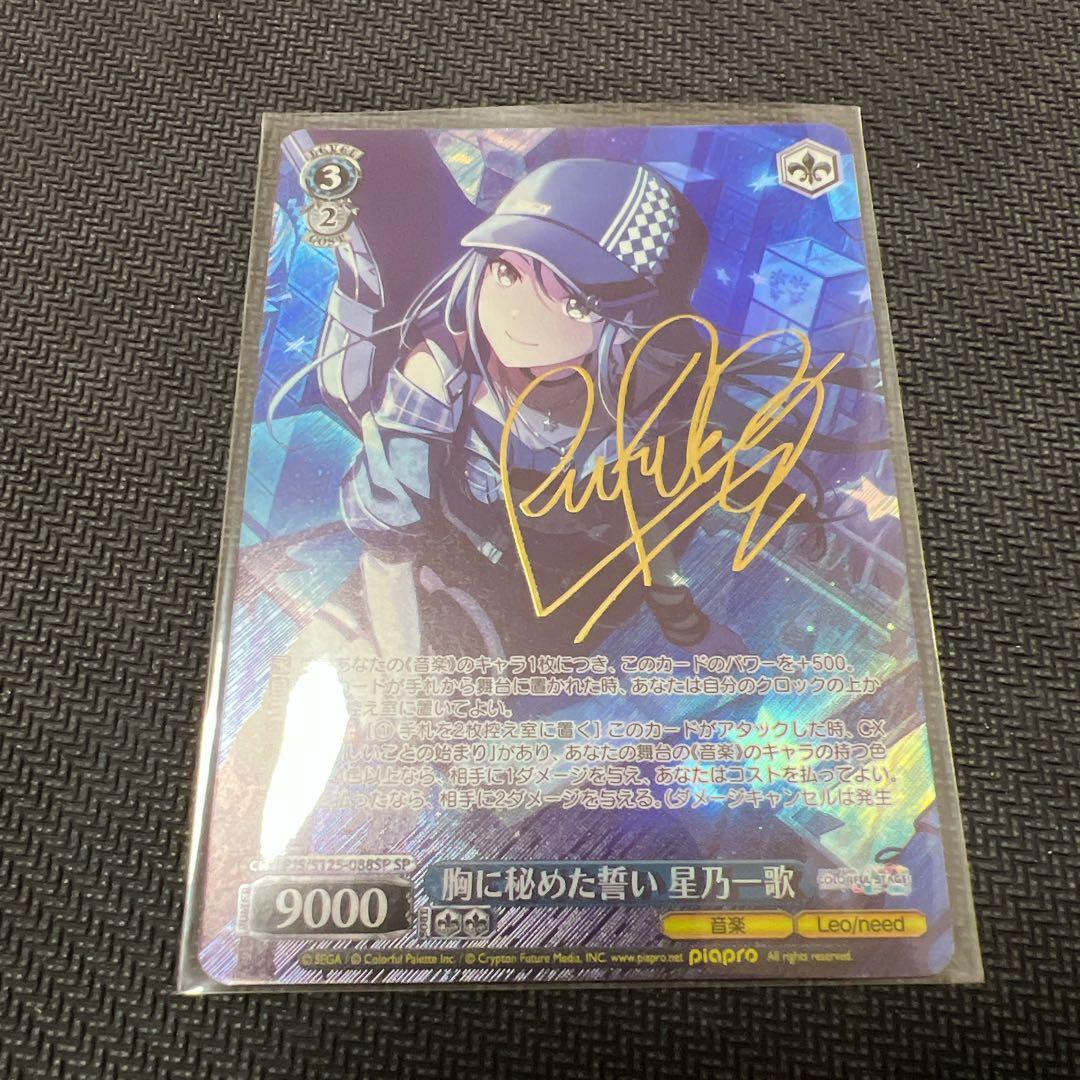 LEVEL
3
2
COST
あなたの《音楽》のキャラ1枚につき、このカードのパワーを+500。
ードが手札から舞台に置かれた時、あなたは自分のクロックの上か
え室に置いてよい。
[① 手札を2枚控え室に置く] このカードがアタックした時、CX
しいことの始まり」があり、あなたの舞台の《音楽》のキャラの持つ色
以上なら、相手に1ダメージを与え、あなたはコストを払ってよい。
払ったなら、相手に2ダメージを与える。(ダメージキャンセルは発生
PJS/S125-088SP SP
9000
胸に秘めた誓い 星乃一歌
COLORFUL STAGE!
音楽
Leo/need
© SEGA / © Colorful Palette Inc. / © Crypton Future Media, INC. www.piapro.net piapro All rights reserved.